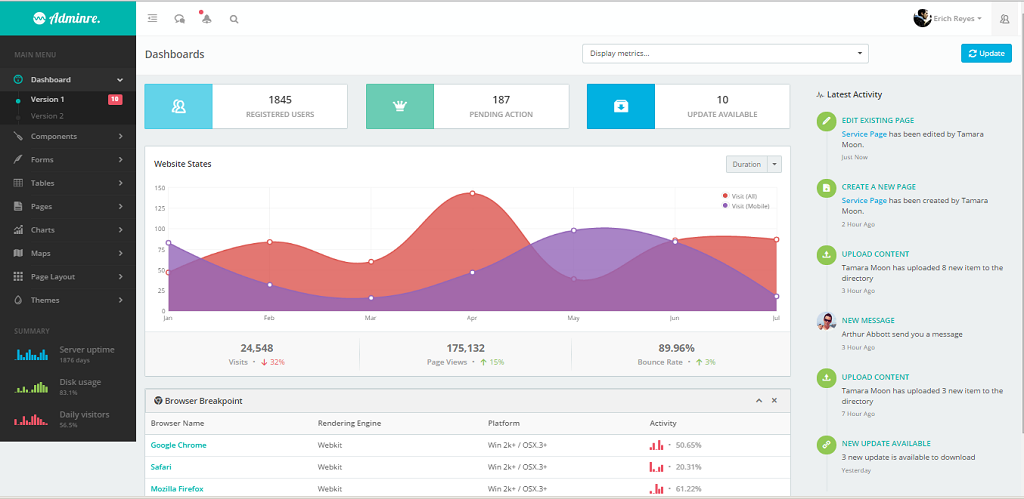 Adminre.
Erich Reyes
MAIN MENU
Dashboard
Version 1
10
Version 2
Components
Forms
Tables
Pages
Charts
Maps
Page Layout
Themes
SUMMARY
Server uptime
1876 days
Disk usage
83.1%
Daily visitors
56.5%
Dashboards
Display metrics...
Update
1845
REGISTERED USERS
187
PENDING ACTION
10
UPDATE AVAILABLE
Website States
Duration
Visit (All)
Visit (Mobile)
150
125
100
75
50
25
0
Jan Feb Mar Apr May Jun Jul
24,548
Visits • 32%
175,132
Page Views • 15%
89.96%
Bounce Rate • 3%
Browser Breakpoint
Browser Name Rendering Engine Platform Activity
Google Chrome Webkit Win 2k+ / OSX.3+ • 50.65%
Safari Webkit Win 2k+ / OSX.3+ • 20.31%
Mozilla Firefox Webkit Win 2k+ / OSX.3+ • 61.22%
Latest Activity
EDIT EXISTING PAGE
Service Page has been edited by Tamara
Moon.
Just Now
CREATE A NEW PAGE
Service Page has been created by Tamara
Moon.
2 Hour Ago
UPLOAD CONTENT
Tamara Moon has uploaded 8 new item to the
directory
3 Hour Ago
NEW MESSAGE
Arthur Abbott send you a message
3 Hour Ago
UPLOAD CONTENT
Tamara Moon has uploaded 3 new item to the
directory
7 Hour Ago
NEW UPDATE AVAILABLE
3 new update is available to download
Yesterday